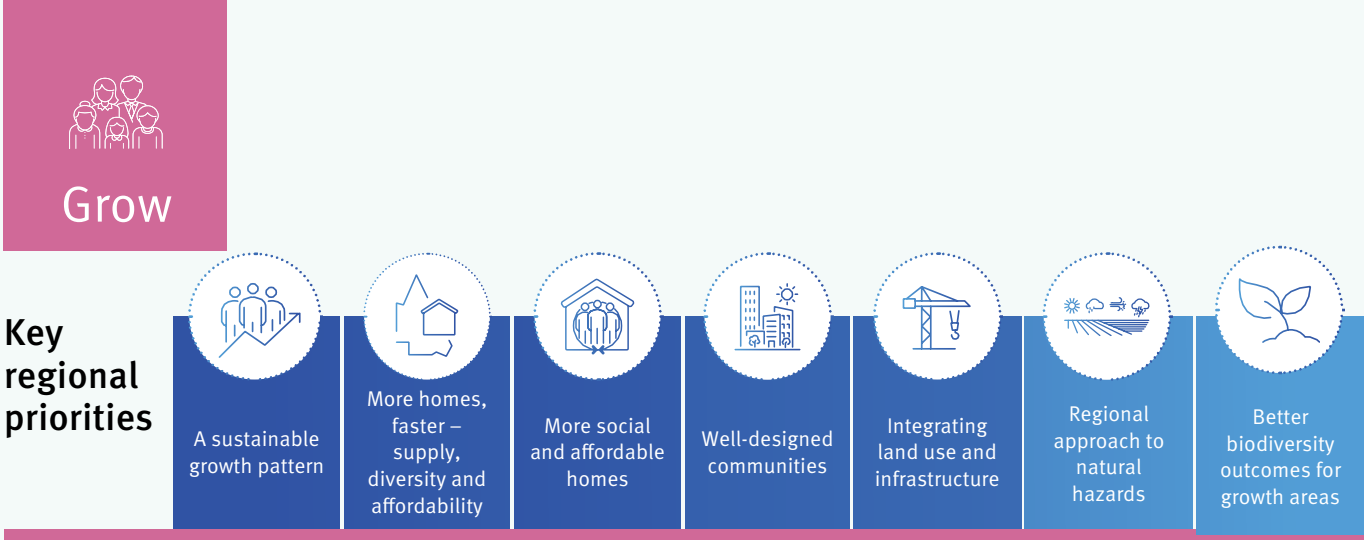 Grow
Key
regional
priorities
A sustainable
growth pattern
More homes,
faster –
supply,
diversity and
affordability
More social
and affordable
homes
Well-designed
communities
Integrating
land use and
infrastructure
Regional
approach to
natural
hazards
Better
biodiversity
outcomes for
growth areas